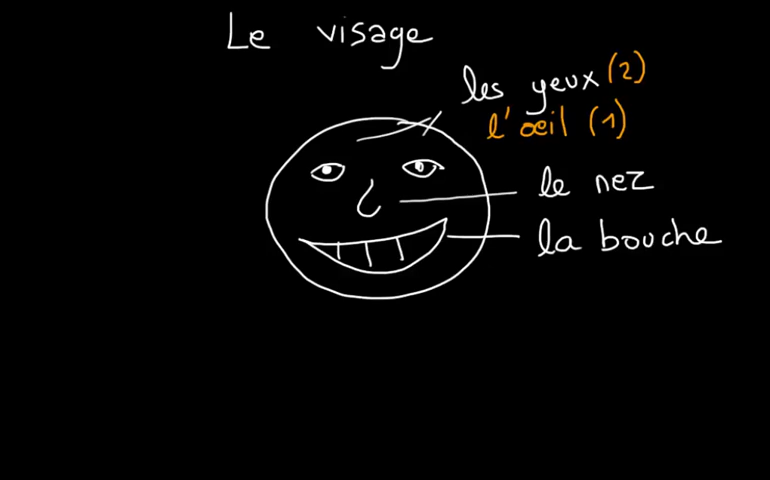 Le visage
les yeux (2)
l'œil (1)
le nez
la bouche